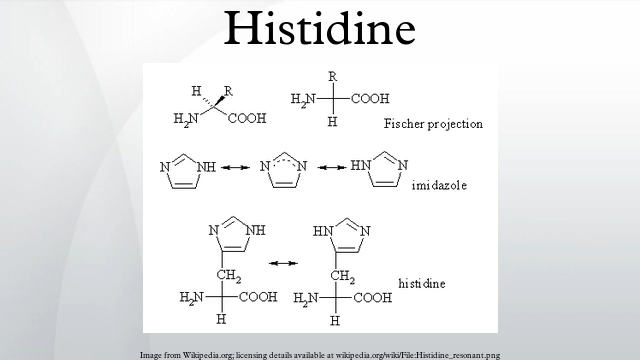 Histidine
H R
H₂N COOH
R
H₂N COOH
H
Fischer projection
N NH
N N
HN N
imidazole
N NH
CH₂
H₂N COOH
H
HN N
CH₂
H₂N COOH
H
histidine
Image from Wikipedia.org; licensing details available at wikipedia.org/wiki/File:Histidine_resonant.png